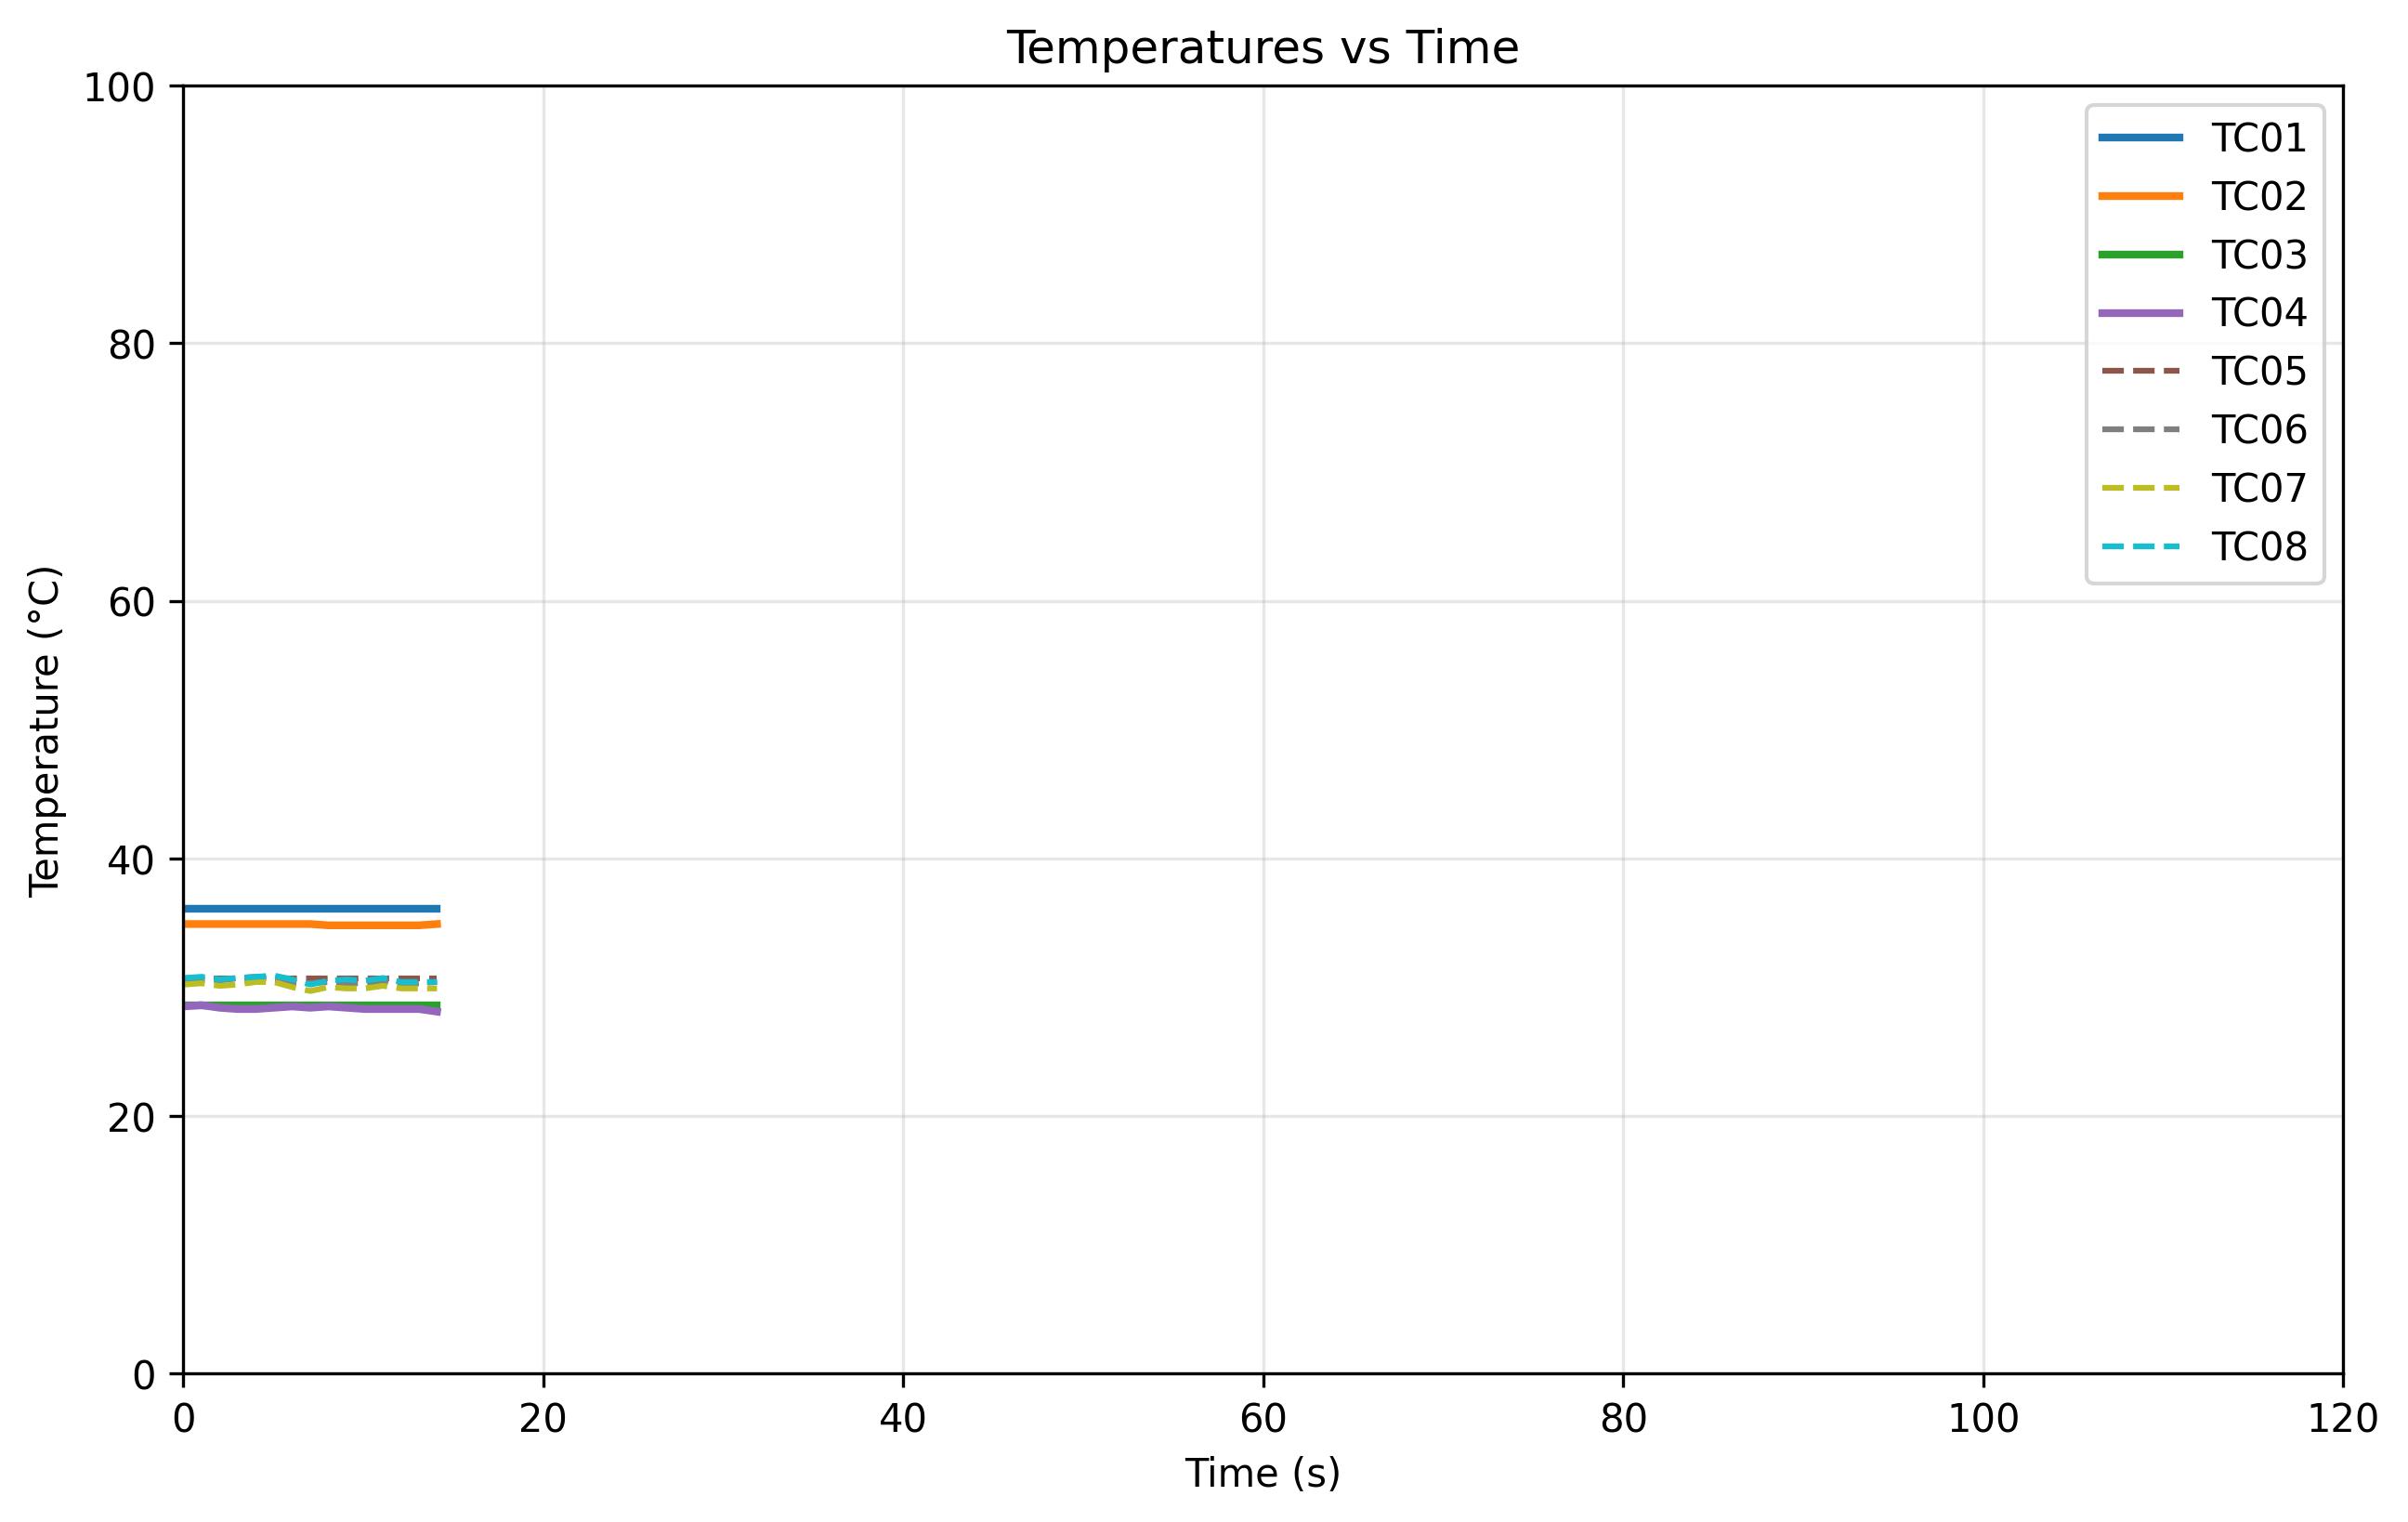 Temperatures vs Time
100
80
60
40
20
0
Temperature (°C)
0 20 40 60 80 100 120
Time (s)
TC01
TC02
TC03
TC04
TC05
TC06
TC07
TC08